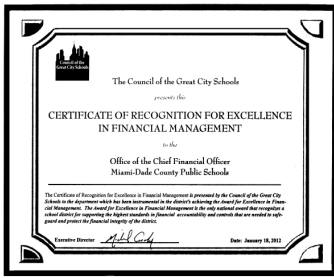 Council of the
Great City Schools
The Council of the Great City Schools
presents this
CERTIFICATE OF RECOGNITION FOR EXCELLENCE
IN FINANCIAL MANAGEMENT
to the
Office of the Chief Financial Officer
Miami-Dade County Public Schools
The Certificate of Recognition for Excellence in Financial Management is presented by the Council of the Great City
Schools to the department which has been instrumental in the district's achieving the Award for Excellence in Finan-
cial Management. The Award for Excellence in Financial Management is the only national award that recognizes a
school district for supporting the highest standards in financial accountability and controls that are needed to safe-
guard and protect the financial integrity of the district.
Executive Director
Date: January 18, 2012